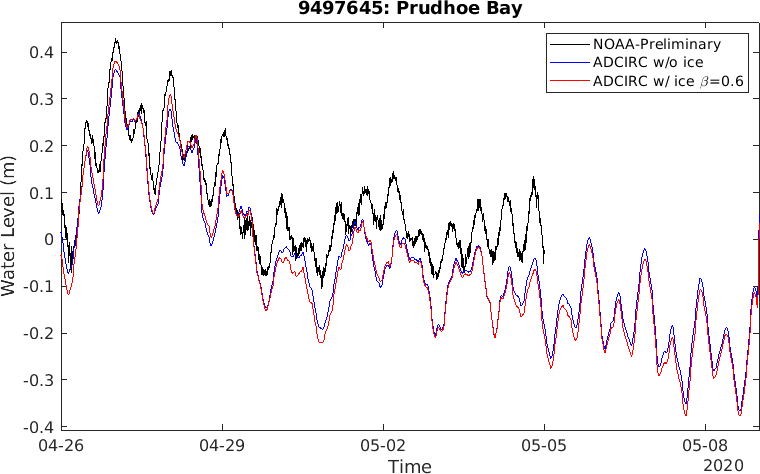 9497645: Prudhoe Bay
NOAA-Preliminary
ADCIRC w/o ice
ADCIRC w/ ice β=0.6
Water Level (m)
0.4
0.3
0.2
0.1
0
-0.1
-0.2
-0.3
-0.4
04-26
04-29
05-02
05-05
05-08
Time
2020